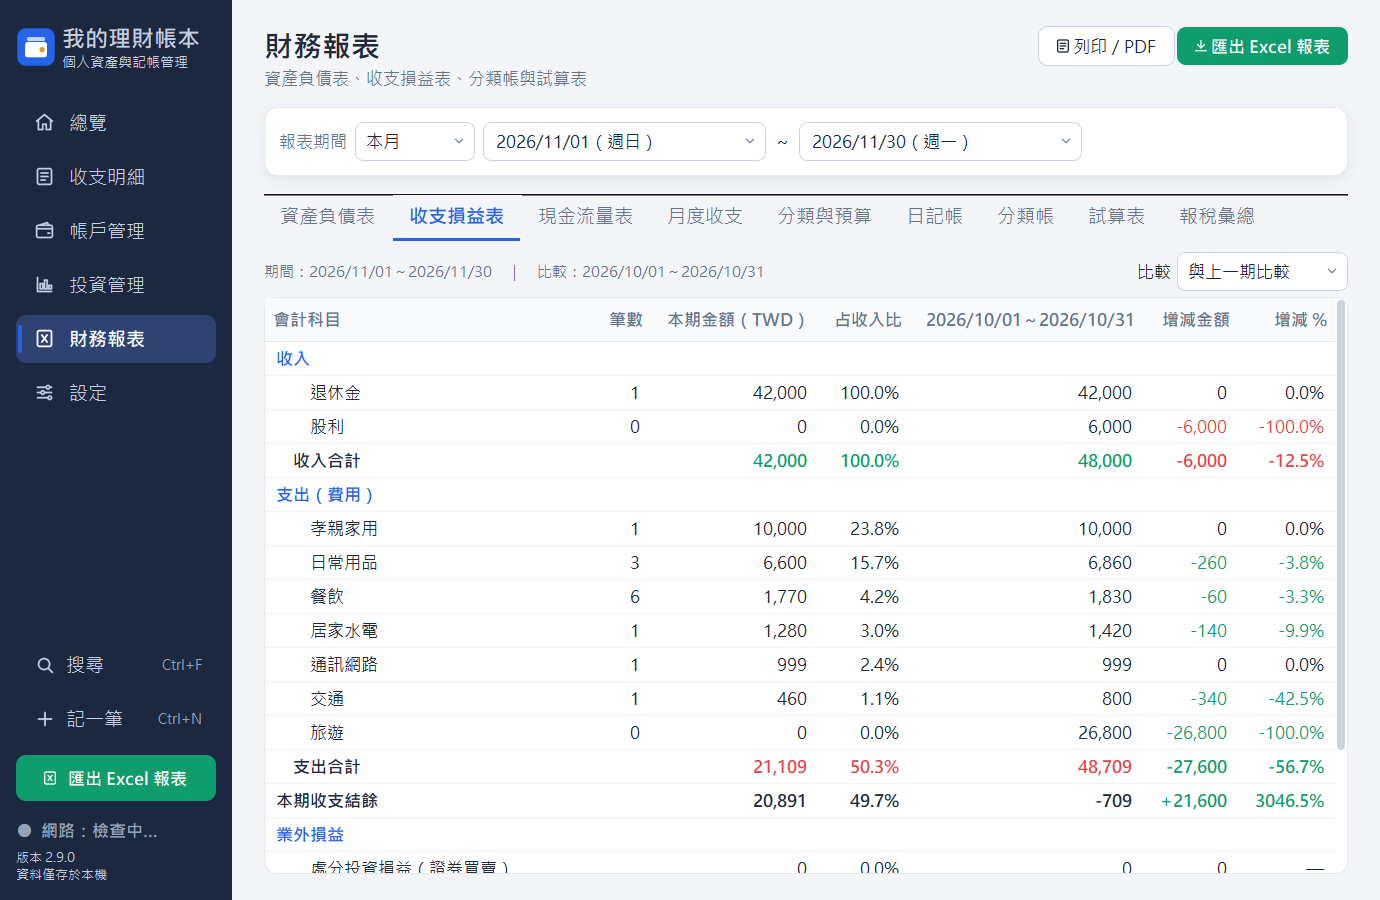 我的理財帳本
個人資產與記帳管理
總覽
收支明細
帳戶管理
投資管理
財務報表
設定
搜尋 Ctrl+F
記一筆 Ctrl+N
匯出 Excel 報表
網路：檢查中...
版本 2.9.0
資料僅存於本機
財務報表
資產負債表、收支損益表、分類帳與試算表
列印 / PDF
匯出 Excel 報表
報表期間 本月 2026/11/01（週日） ~ 2026/11/30（週一）
資產負債表 收支損益表 現金流量表 月度收支 分類與預算 日記帳 分類帳 試算表 報稅彙總
期間：2026/11/01～2026/11/30 ｜ 比較：2026/10/01～2026/10/31
比較 與上一期比較
會計科目 筆數 本期金額（TWD） 占收入比 2026/10/01～2026/10/31 增減金額 增減 %
收入
退休金 1 42,000 100.0% 42,000 0 0.0%
股利 0 0 0.0% 6,000 -6,000 -100.0%
收入合計 42,000 100.0% 48,000 -6,000 -12.5%
支出（費用）
孝親家用 1 10,000 23.8% 10,000 0 0.0%
日常用品 3 6,600 15.7% 6,860 -260 -3.8%
餐飲 6 1,770 4.2% 1,830 -60 -3.3%
居家水電 1 1,280 3.0% 1,420 -140 -9.9%
通訊網路 1 999 2.4% 999 0 0.0%
交通 1 460 1.1% 800 -340 -42.5%
旅遊 0 0 0.0% 26,800 -26,800 -100.0%
支出合計 21,109 50.3% 48,709 -27,600 -56.7%
本期收支結餘 20,891 49.7% -709 +21,600 3046.5%
業外損益
處分投資損益（證券買賣） 0 0.0% 0 0 —